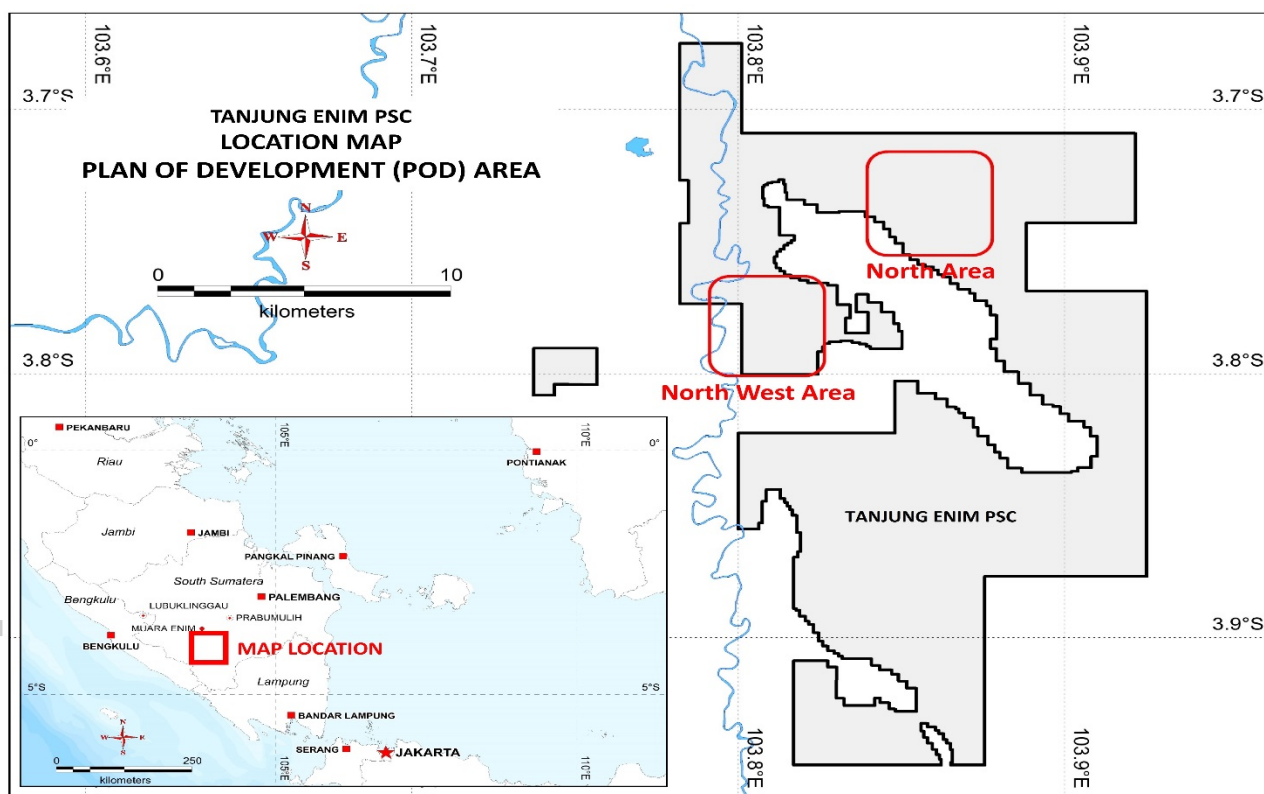 103.6°E
103.7°E
103.8°E
103.9°E
3.7°S
3.7°S
TANJUNG ENIM PSC
LOCATION MAP
PLAN OF DEVELOPMENT (POD) AREA
N
W E
S
0 10
kilometers
North Area
North West Area
3.8°S
3.8°S
TANJUNG ENIM PSC
3.9°S
103.8°E
103.9°E
105°E
110°E
0°
0°
PEKANBARU
Riau
PONTIANAK
Jambi
JAMBI
PANGKAL PINANG
South Sumatera
Bengkulu
PALEMBANG
LUBUKLINGGAU
PRABUMULIH
MUARA ENIM
BENGKULU
MAP LOCATION
Lampung
5°S
5°S
BANDAR LAMPUNG
SERANG
JAKARTA
N
W E
S
0 250
kilometers
105°E
110°E